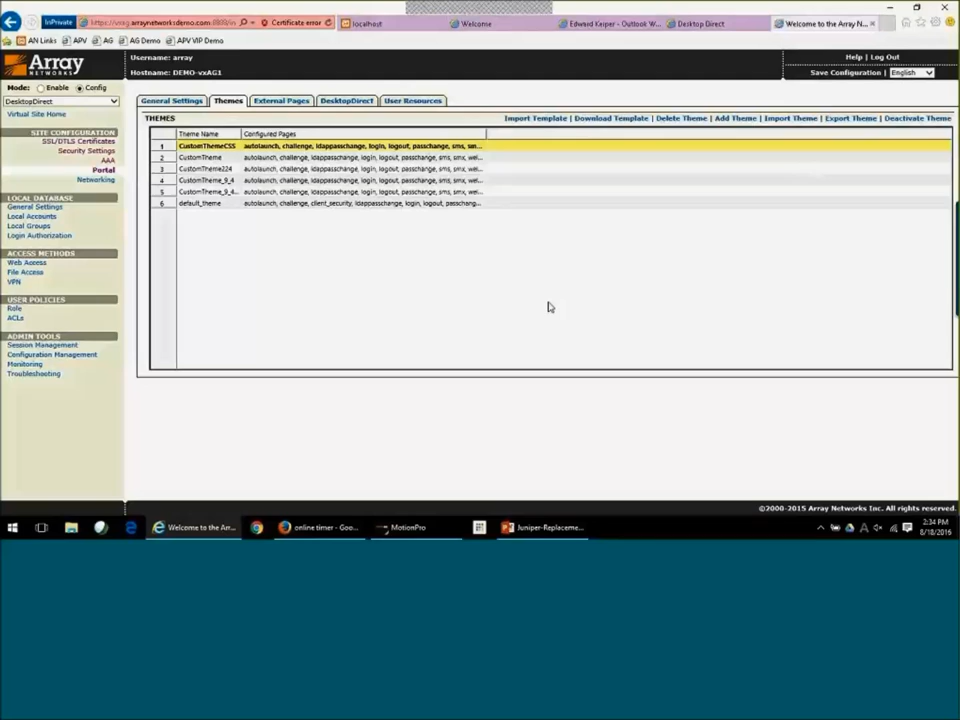 InPrivate
Certificate error
localhost
Welcome
Edward Keiper - Outlook W...
Desktop Direct
Welcome to the Array N...
AN Links
APV
AG
AG Demo
APV VIP Demo
Array
NETWORKS
Username: array
Hostname: DEMO-vxAG1
Help | Log Out
Save Configuration | English
Mode: Enable Config
DesktopDirect
Virtual Site Home
SITE CONFIGURATION
SSL/DTLS Certificates
Security Settings
AAA
Portal
Networking
LOCAL DATABASE
General Settings
Local Accounts
Local Groups
Login Authorization
ACCESS METHODS
Web Access
File Access
VPN
USER POLICIES
Role
ACLs
ADMIN TOOLS
Session Management
Configuration Management
Monitoring
Troubleshooting
General Settings
Themes
External Pages
DesktopDirect
User Resources
THEMES
Import Template | Download Template | Delete Theme | Add Theme | Import Theme | Export Theme | Deactivate Theme
Theme Name Configured Pages
1 CustomThemeCSS autolaunch, challenge, ldappasschange, login, logout, passchange, sms, sm...
2 CustomTheme autolaunch, challenge, ldappasschange, login, logout, passchange, sms, smx, wel...
3 CustomTheme224 autolaunch, challenge, ldappasschange, login, logout, passchange, sms, smx, wel...
4 CustomTheme_9_4 autolaunch, challenge, ldappasschange, login, logout, passchange, sms, smx, wel...
5 CustomTheme_9_4... autolaunch, challenge, ldappasschange, login, logout, passchange, sms, smx, wel...
6 default_theme autolaunch, challenge, client_security, ldappasschange, login, logout, passchang...
©2000-2015 Array Networks Inc. All rights reserved.
Welcome to the Arr...
online timer - Goo...
MotionPro
Juniper-Replaceme...
2:34 PM
8/18/2016